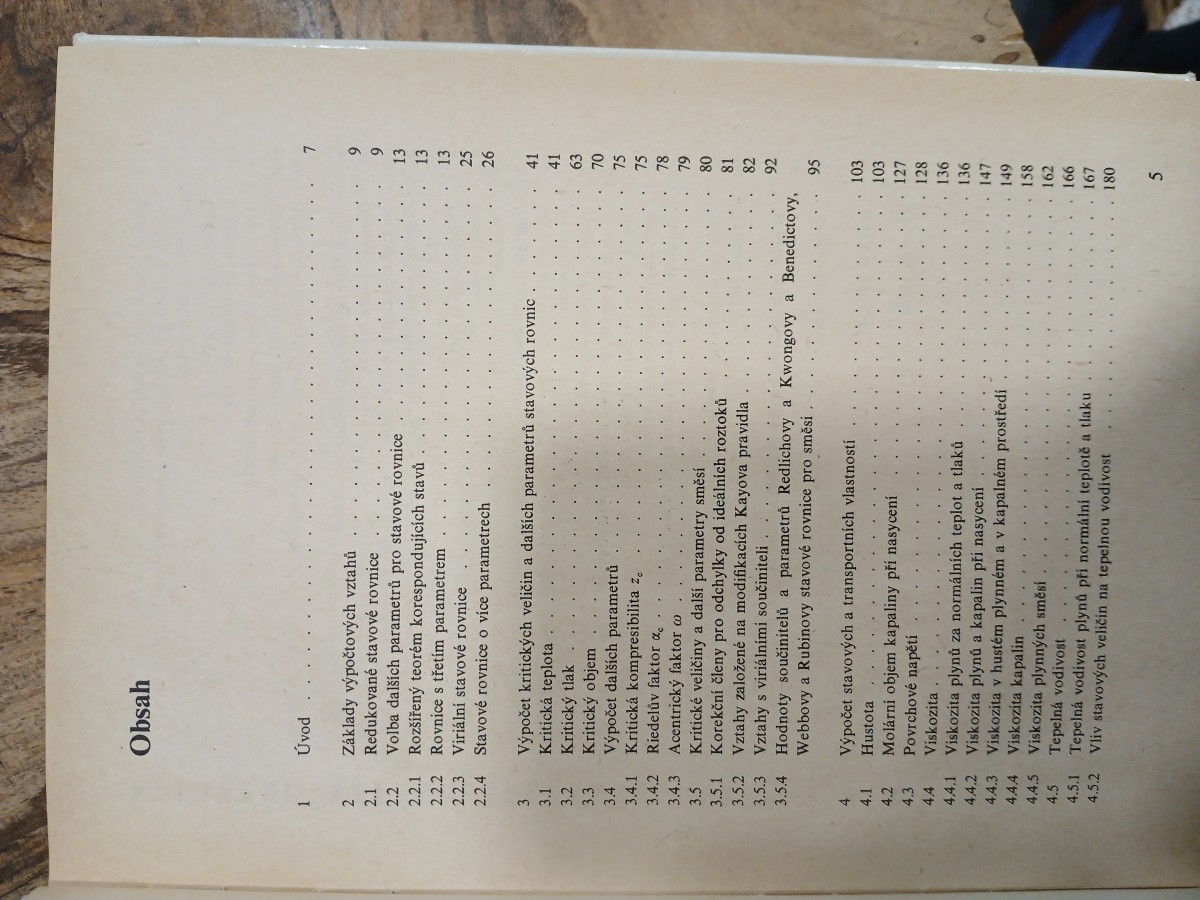 Obsah
1 Úvod . . . . . . . . . . 7
2 Základy výpočtových vztahů . . . . . . . . . . 9
2.1 Redukované stavové rovnice . . . . . . . . . . 9
2.2 Volba dalších parametrů pro stavové rovnice . . . . . . . . . . 13
2.2.1 Rozšířený teorém korespondujících stavů . . . . . . . . . . 13
2.2.2 Rovnice s třetím parametrem . . . . . . . . . . 13
2.2.3 Viriální stavové rovnice . . . . . . . . . . 25
2.2.4 Stavové rovnice o více parametrech . . . . . . . . . . 26
3 Výpočet kritických veličin a dalších parametrů stavových rovnic . . . . . . 41
3.1 Kritická teplota . . . . . . . . . . 41
3.2 Kritický tlak . . . . . . . . . . 63
3.3 Kritický objem . . . . . . . . . . 70
3.4 Výpočet dalších parametrů . . . . . . . . . . 75
3.4.1 Kritická kompresibilita z_c . . . . . . . . . . 75
3.4.2 Riedelův faktor α_c . . . . . . . . . . 78
3.4.3 Acentrický faktor ω . . . . . . . . . . 79
3.5 Kritické veličiny a další parametry směsí . . . . . . . . . . 80
3.5.1 Korekční členy pro odchylky od ideálních roztoků . . . . . . . . . . 81
3.5.2 Vztahy založené na modifikacích Kayova pravidla . . . . . . . . . . 82
3.5.3 Vztahy s viriálními součiniteli . . . . . . . . . . 92
3.5.4 Hodnoty součinitelů a parametrů Redlichovy a Kwongovy a Benedictovy,
Webbovy a Rubinovy stavové rovnice pro směsi . . . . . . . . . . 95
4 Výpočet stavových a transportních vlastností . . . . . . . . . . 103
4.1 Hustota . . . . . . . . . . 103
4.2 Molární objem kapaliny při nasycení . . . . . . . . . . 127
4.3 Povrchové napětí . . . . . . . . . . 128
4.4 Viskozita . . . . . . . . . . 136
4.4.1 Viskozita plynů za normálních teplot a tlaků . . . . . . . . . . 136
4.4.2 Viskozita plynů a kapalin při nasycení . . . . . . . . . . 147
4.4.3 Viskozita v hustém plynném a v kapalném prostředí . . . . . . . . . . 149
4.4.4 Viskozita kapalin . . . . . . . . . . 158
4.4.5 Viskozita plynných směsí . . . . . . . . . . 162
4.5 Tepelná vodivost . . . . . . . . . . 166
4.5.1 Tepelná vodivost plynů při normální teplotě a tlaku . . . . . . . . . . 167
4.5.2 Vliv stavových veličin na tepelnou vodivost . . . . . . . . . . 180
5